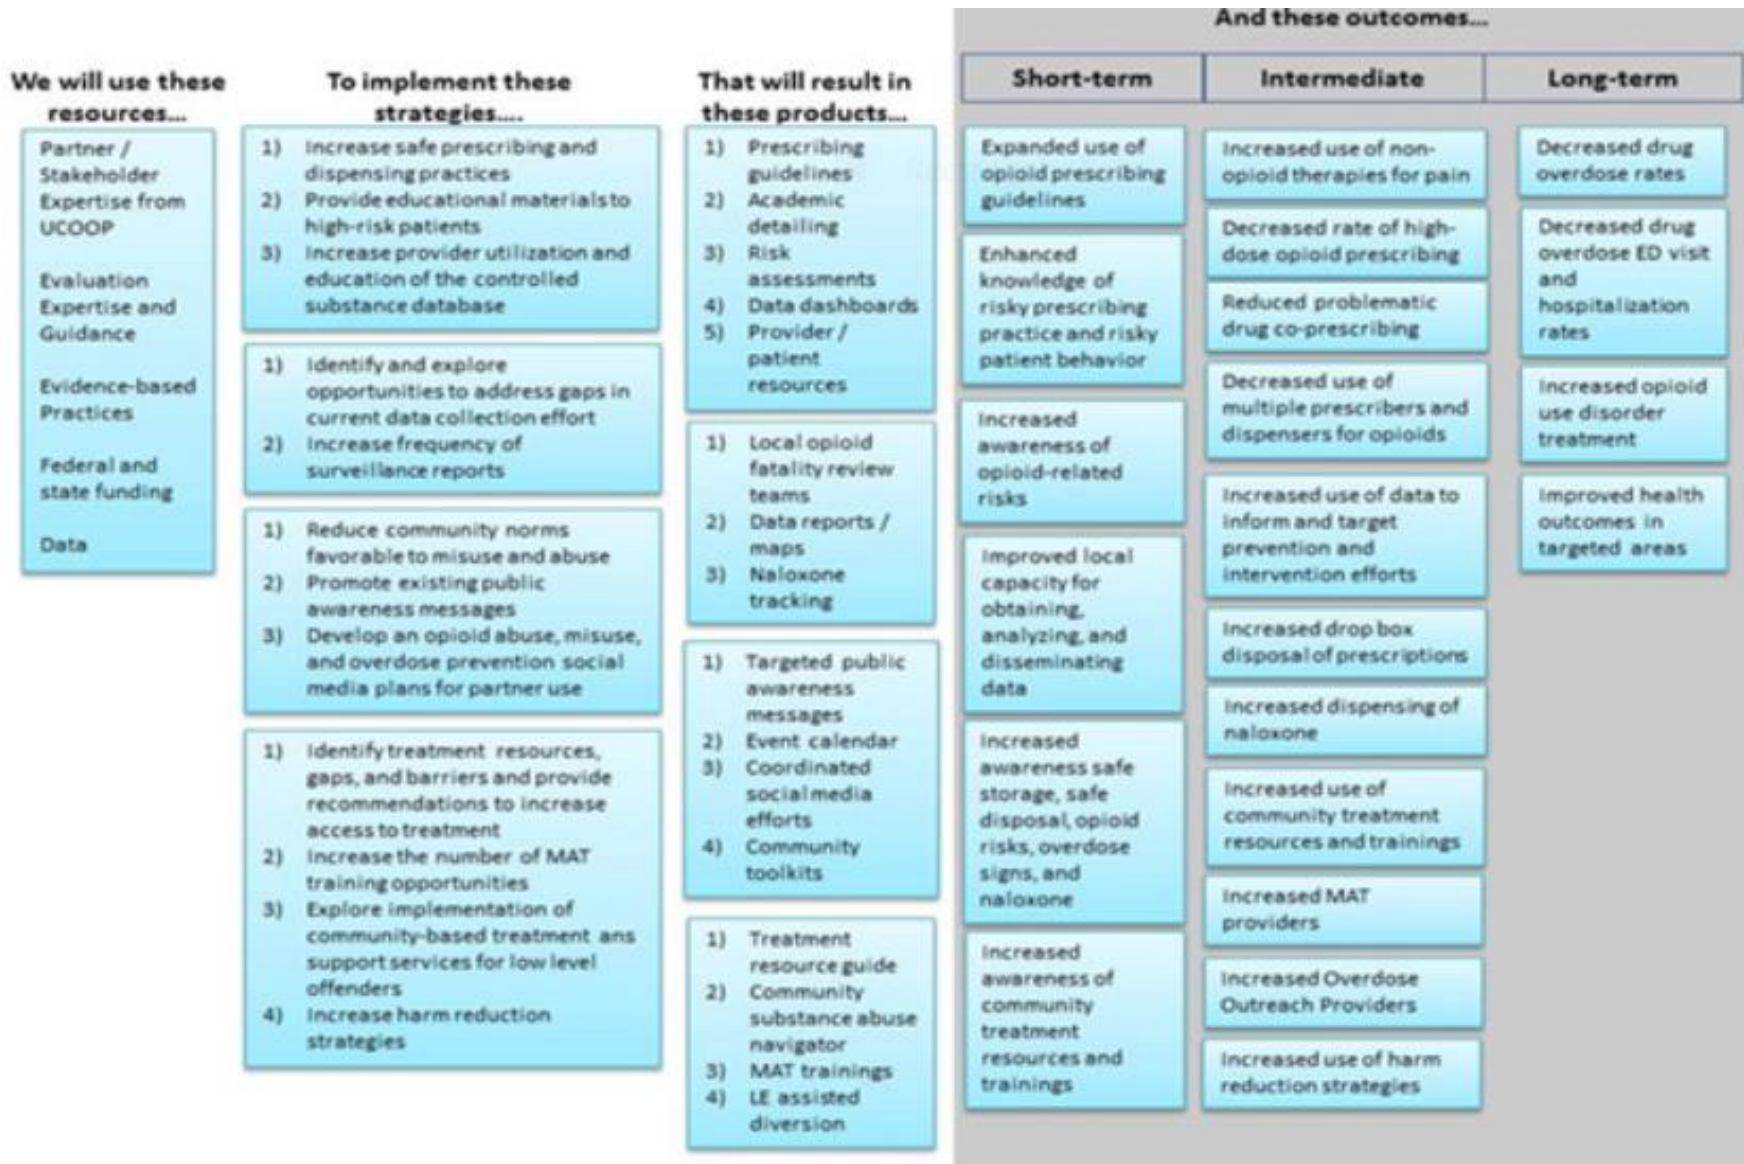 And these outcomes...
We will use these
resources...
To implement these
strategies....
That will result in
these products...
Short-term
Intermediate
Long-term
Partner /
Stakeholder
Expertise from
UCOOP
Evaluation
Expertise and
Guidance
Evidence-based
Practices
Federal and
state funding
Data
1) Increase safe prescribing and
dispensing practices
2) Provide educational materials to
high-risk patients
3) Increase provider utilization and
education of the controlled
substance database
1) Identify and explore
opportunities to address gaps in
current data collection effort
2) Increase frequency of
surveillance reports
1) Reduce community norms
favorable to misuse and abuse
2) Promote existing public
awareness messages
3) Develop an opioid abuse, misuse,
and overdose prevention social
media plans for partner use
1) Identify treatment resources,
gaps, and barriers and provide
recommendations to increase
access to treatment
2) Increase the number of MAT
training opportunities
3) Explore implementation of
community-based treatment ans
support services for low level
offenders
4) Increase harm reduction
strategies
1) Prescribing
guidelines
2) Academic
detailing
3) Risk
assessments
4) Data dashboards
5) Provider /
patient
resources
1) Local opioid
fatality review
teams
2) Data reports /
maps
3) Naloxone
tracking
1) Targeted public
awareness
messages
2) Event calendar
3) Coordinated
social media
efforts
4) Community
toolkits
1) Treatment
resource guide
2) Community
substance abuse
navigator
3) MAT trainings
4) LE assisted
diversion
Expanded use of
opioid prescribing
guidelines
Enhanced
knowledge of
risky prescribing
practice and risky
patient behavior
Increased
awareness of
opioid-related
risks
Improved local
capacity for
obtaining,
analyzing, and
disseminating
data
Increased
awareness safe
storage, safe
disposal, opioid
risks, overdose
signs, and
naloxone
Increased
awareness of
community
treatment
resources and
trainings
Increased use of non-
opioid therapies for pain
Decreased rate of high-
dose opioid prescribing
Reduced problematic
drug co-prescribing
Decreased use of
multiple prescribers and
dispensers for opioids
Increased use of data to
inform and target
prevention and
intervention efforts
Increased drop box
disposal of prescriptions
Increased dispensing of
naloxone
Increased use of
community treatment
resources and trainings
Increased MAT
providers
Increased Overdose
Outreach Providers
Increased use of harm
reduction strategies
Decreased drug
overdose rates
Decreased drug
overdose ED visit
and
hospitalization
rates
Increased opioid
use disorder
treatment
Improved health
outcomes in
targeted areas